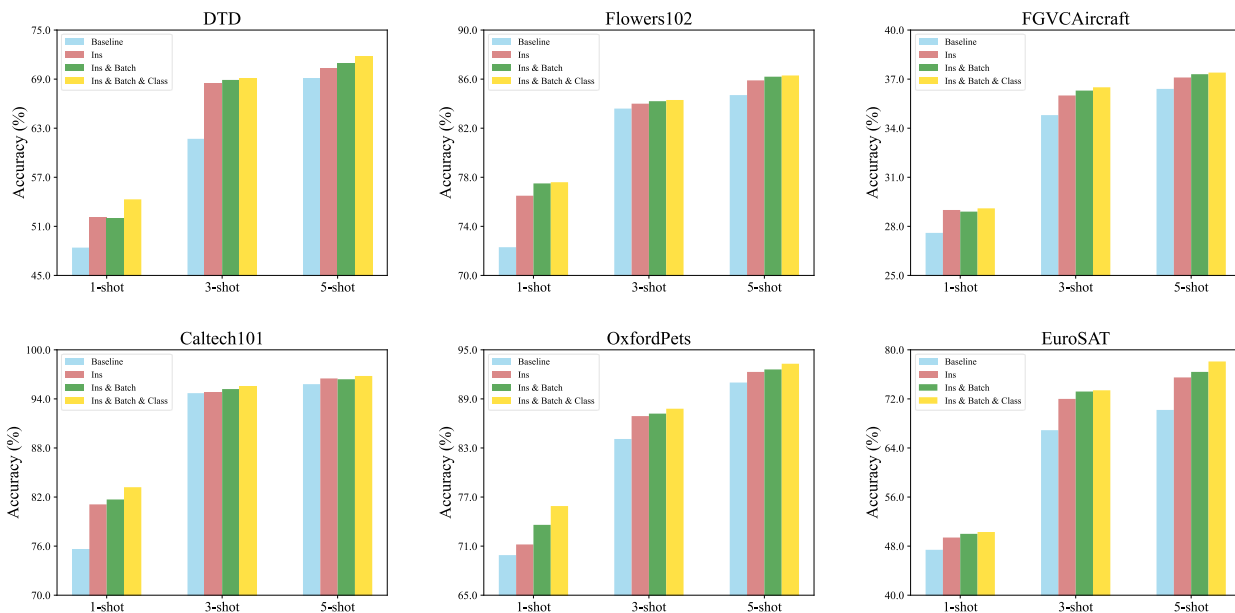 DTD
Accuracy (%)
75.0
69.0
63.0
57.0
51.0
45.0
Baseline
Ins
Ins & Batch
Ins & Batch & Class
1-shot
3-shot
5-shot
Flowers102
Accuracy (%)
90.0
86.0
82.0
78.0
74.0
70.0
Baseline
Ins
Ins & Batch
Ins & Batch & Class
1-shot
3-shot
5-shot
FGVCAircraft
Accuracy (%)
40.0
37.0
34.0
31.0
28.0
25.0
Baseline
Ins
Ins & Batch
Ins & Batch & Class
1-shot
3-shot
5-shot
Caltech101
Accuracy (%)
100.0
94.0
88.0
82.0
76.0
70.0
Baseline
Ins
Ins & Batch
Ins & Batch & Class
1-shot
3-shot
5-shot
OxfordPets
Accuracy (%)
95.0
89.0
83.0
77.0
71.0
65.0
Baseline
Ins
Ins & Batch
Ins & Batch & Class
1-shot
3-shot
5-shot
EuroSAT
Accuracy (%)
80.0
72.0
64.0
56.0
48.0
40.0
Baseline
Ins
Ins & Batch
Ins & Batch & Class
1-shot
3-shot
5-shot